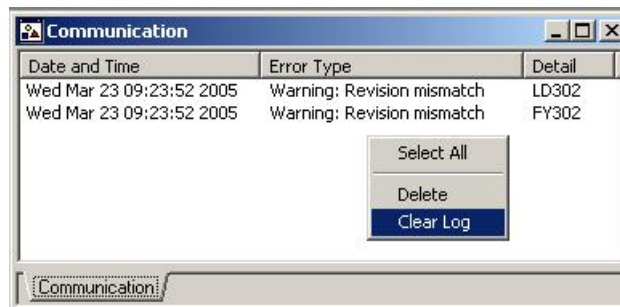 Communication
Date and Time Error Type Detail
Wed Mar 23 09:23:52 2005 Warning: Revision mismatch LD302
Wed Mar 23 09:23:52 2005 Warning: Revision mismatch FY302
Select All
Delete
Clear Log
Communication